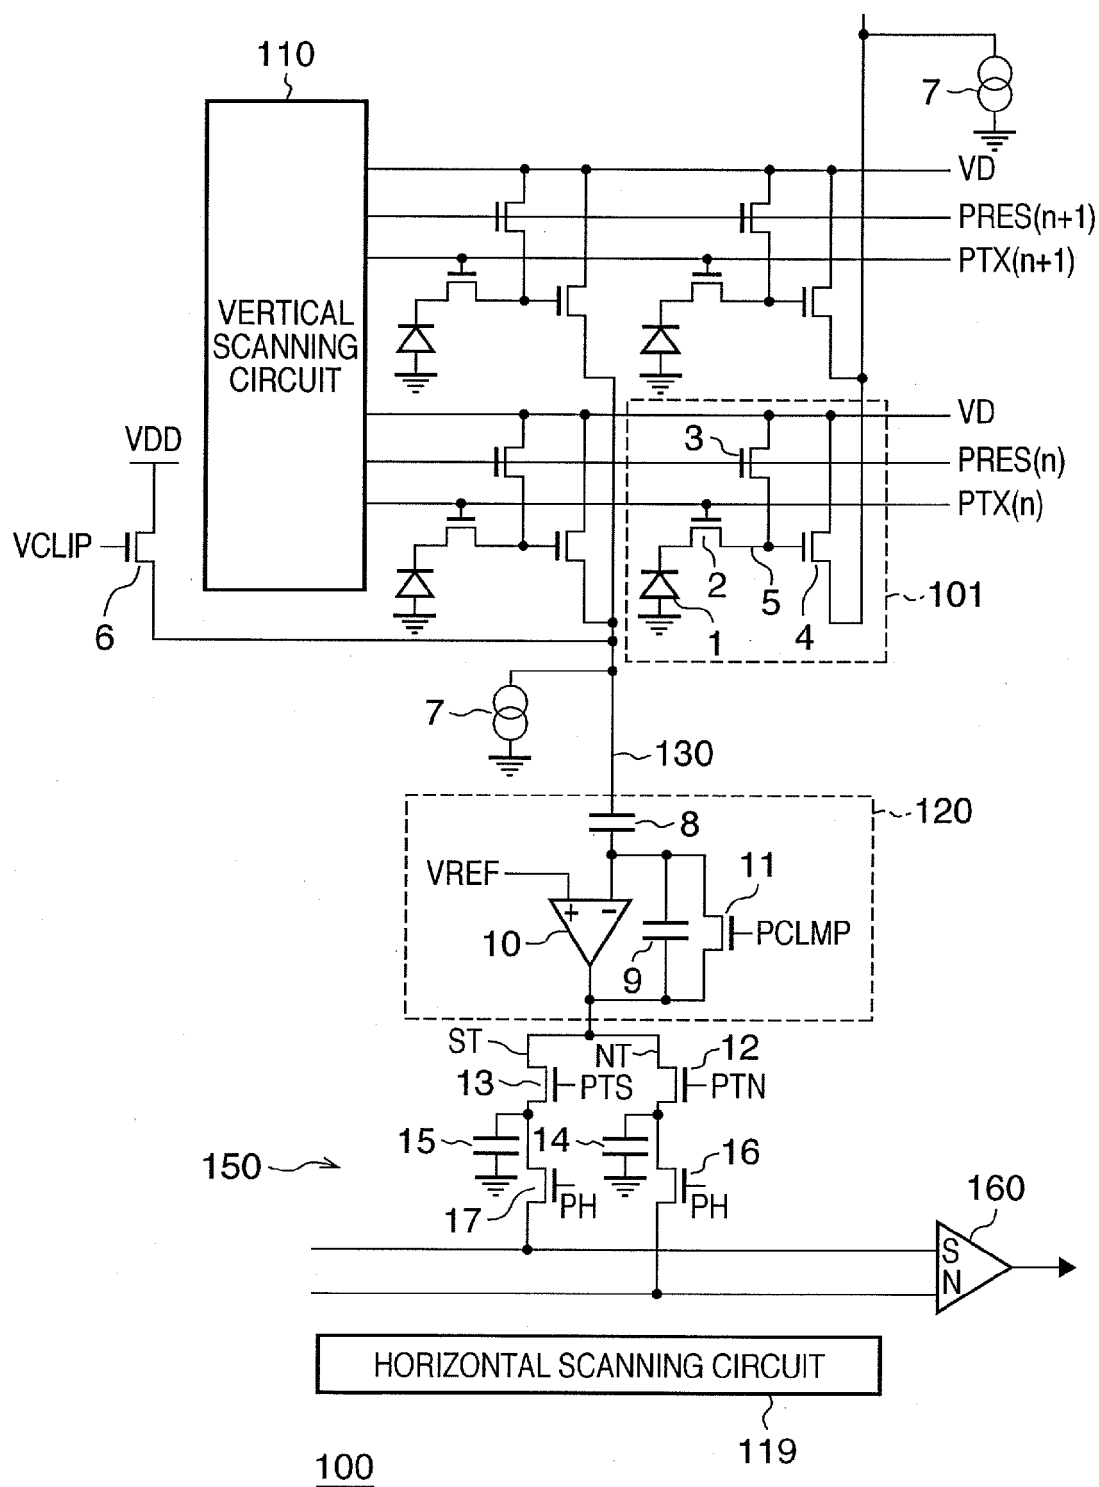 110
7
VD
PRES(n+1)
PTX(n+1)
VERTICAL
SCANNING
CIRCUIT
VD
VDD
3
PRES(n)
PTX(n)
VCLIP
2
5
101
6
1
4
7
130
8
120
VREF
11
+
−
10
PCLMP
9
ST
NT
12
13
PTS
PTN
15
14
16
150
17
PH
PH
160
S
N
HORIZONTAL SCANNING CIRCUIT
119
100